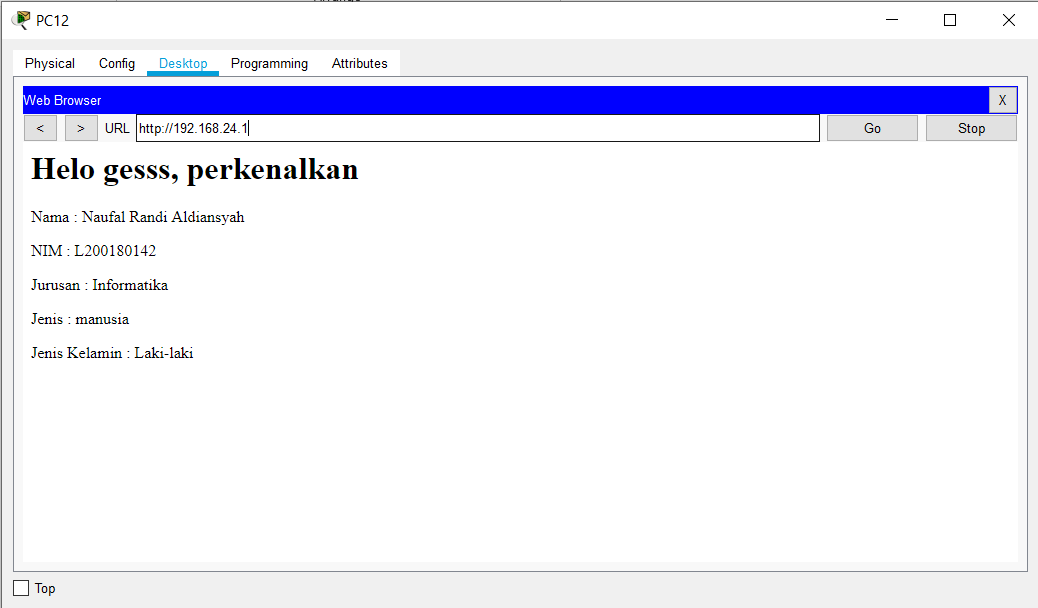 PC12
Physical Config Desktop Programming Attributes
Web Browser X
< > URL http://192.168.24.1 Go Stop
Helo gesss, perkenalkan
Nama : Naufal Randi Aldiansyah
NIM : L200180142
Jurusan : Informatika
Jenis : manusia
Jenis Kelamin : Laki-laki
Top